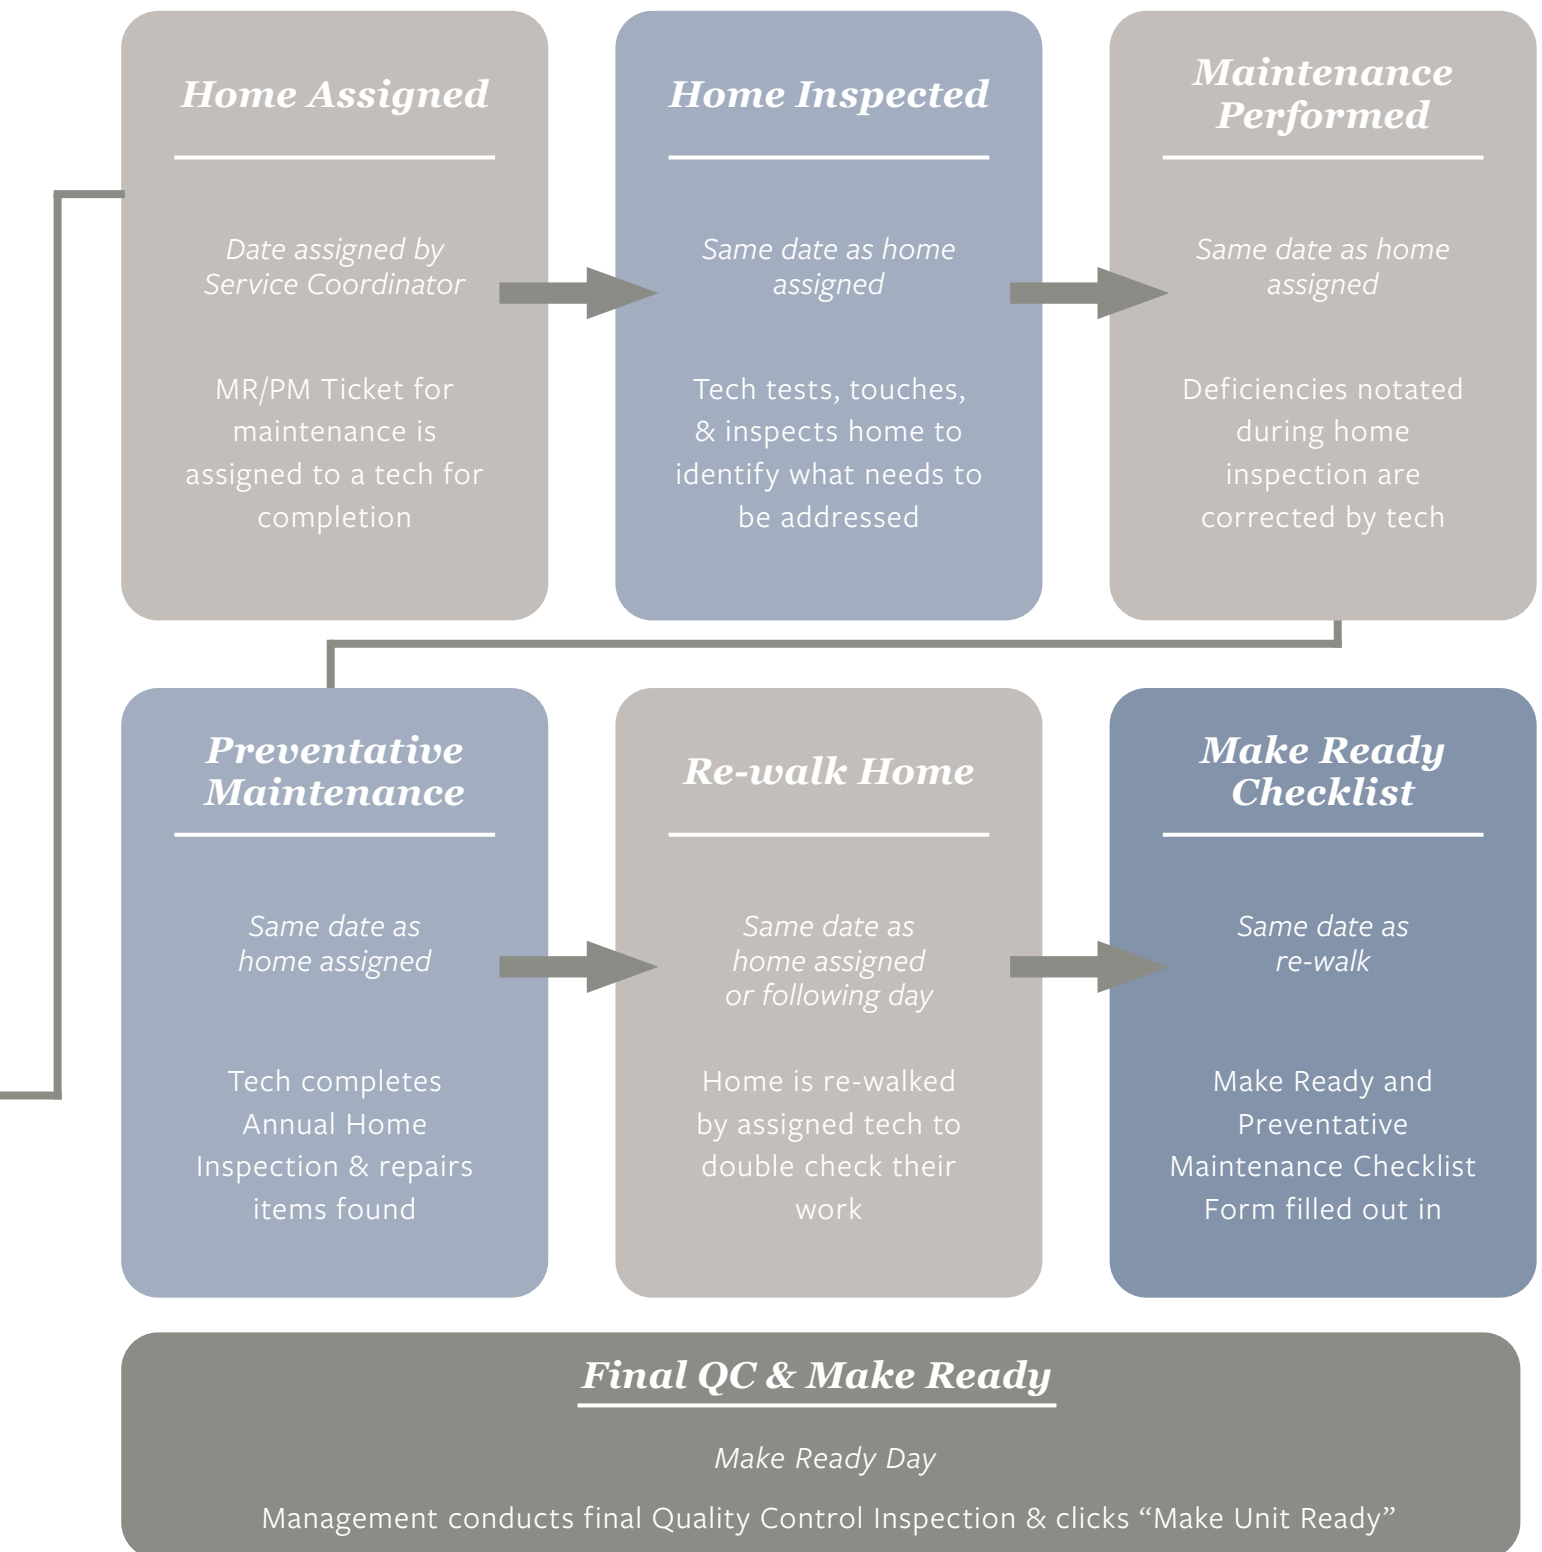 Home Assigned
Date assigned by
Service Coordinator
MR/PM Ticket for
maintenance is
assigned to a tech for
completion
Home Inspected
Same date as home
assigned
Tech tests, touches,
& inspects home to
identify what needs to
be addressed
Maintenance
Performed
Same date as home
assigned
Deficiencies notated
during home
inspection are
corrected by tech
Preventative
Maintenance
Same date as
home assigned
Tech completes
Annual Home
Inspection & repairs
items found
Re-walk Home
Same date as
home assigned
or following day
Home is re-walked
by assigned tech to
double check their
work
Make Ready
Checklist
Same date as
re-walk
Make Ready and
Preventative
Maintenance Checklist
Form filled out in
Final QC & Make Ready
Make Ready Day
Management conducts final Quality Control Inspection & clicks “Make Unit Ready”